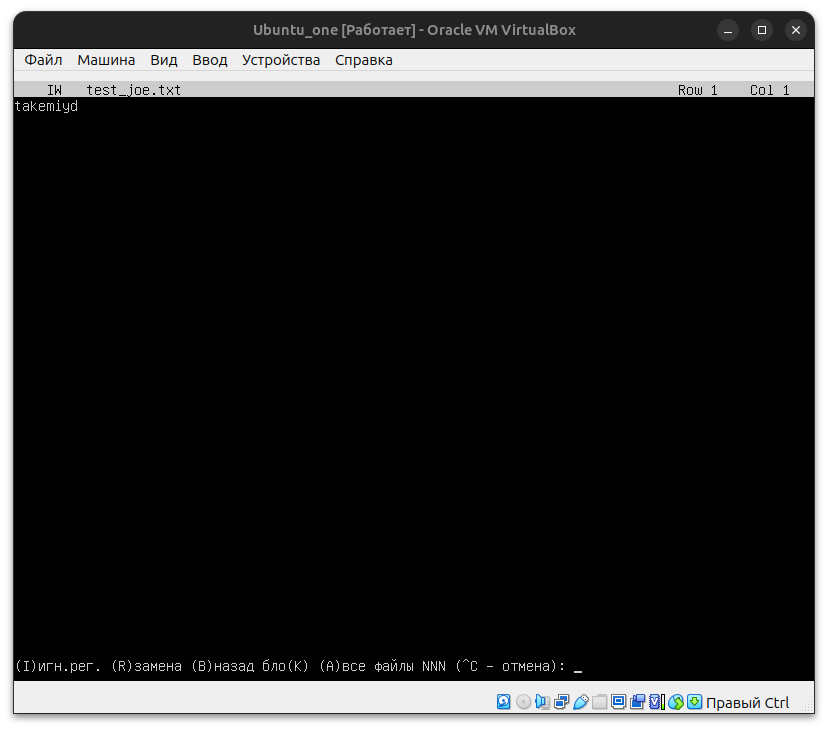 Ubuntu_one [Работает] - Oracle VM VirtualBox
Файл Машина Вид Ввод Устройства Справка
IW test_joe.txt Row 1 Col 1
takemiyd
(I)игн.рег. (R)замена (B)назад бло(K) (A)все файлы NNN (^C - отмена): _
Правый Ctrl